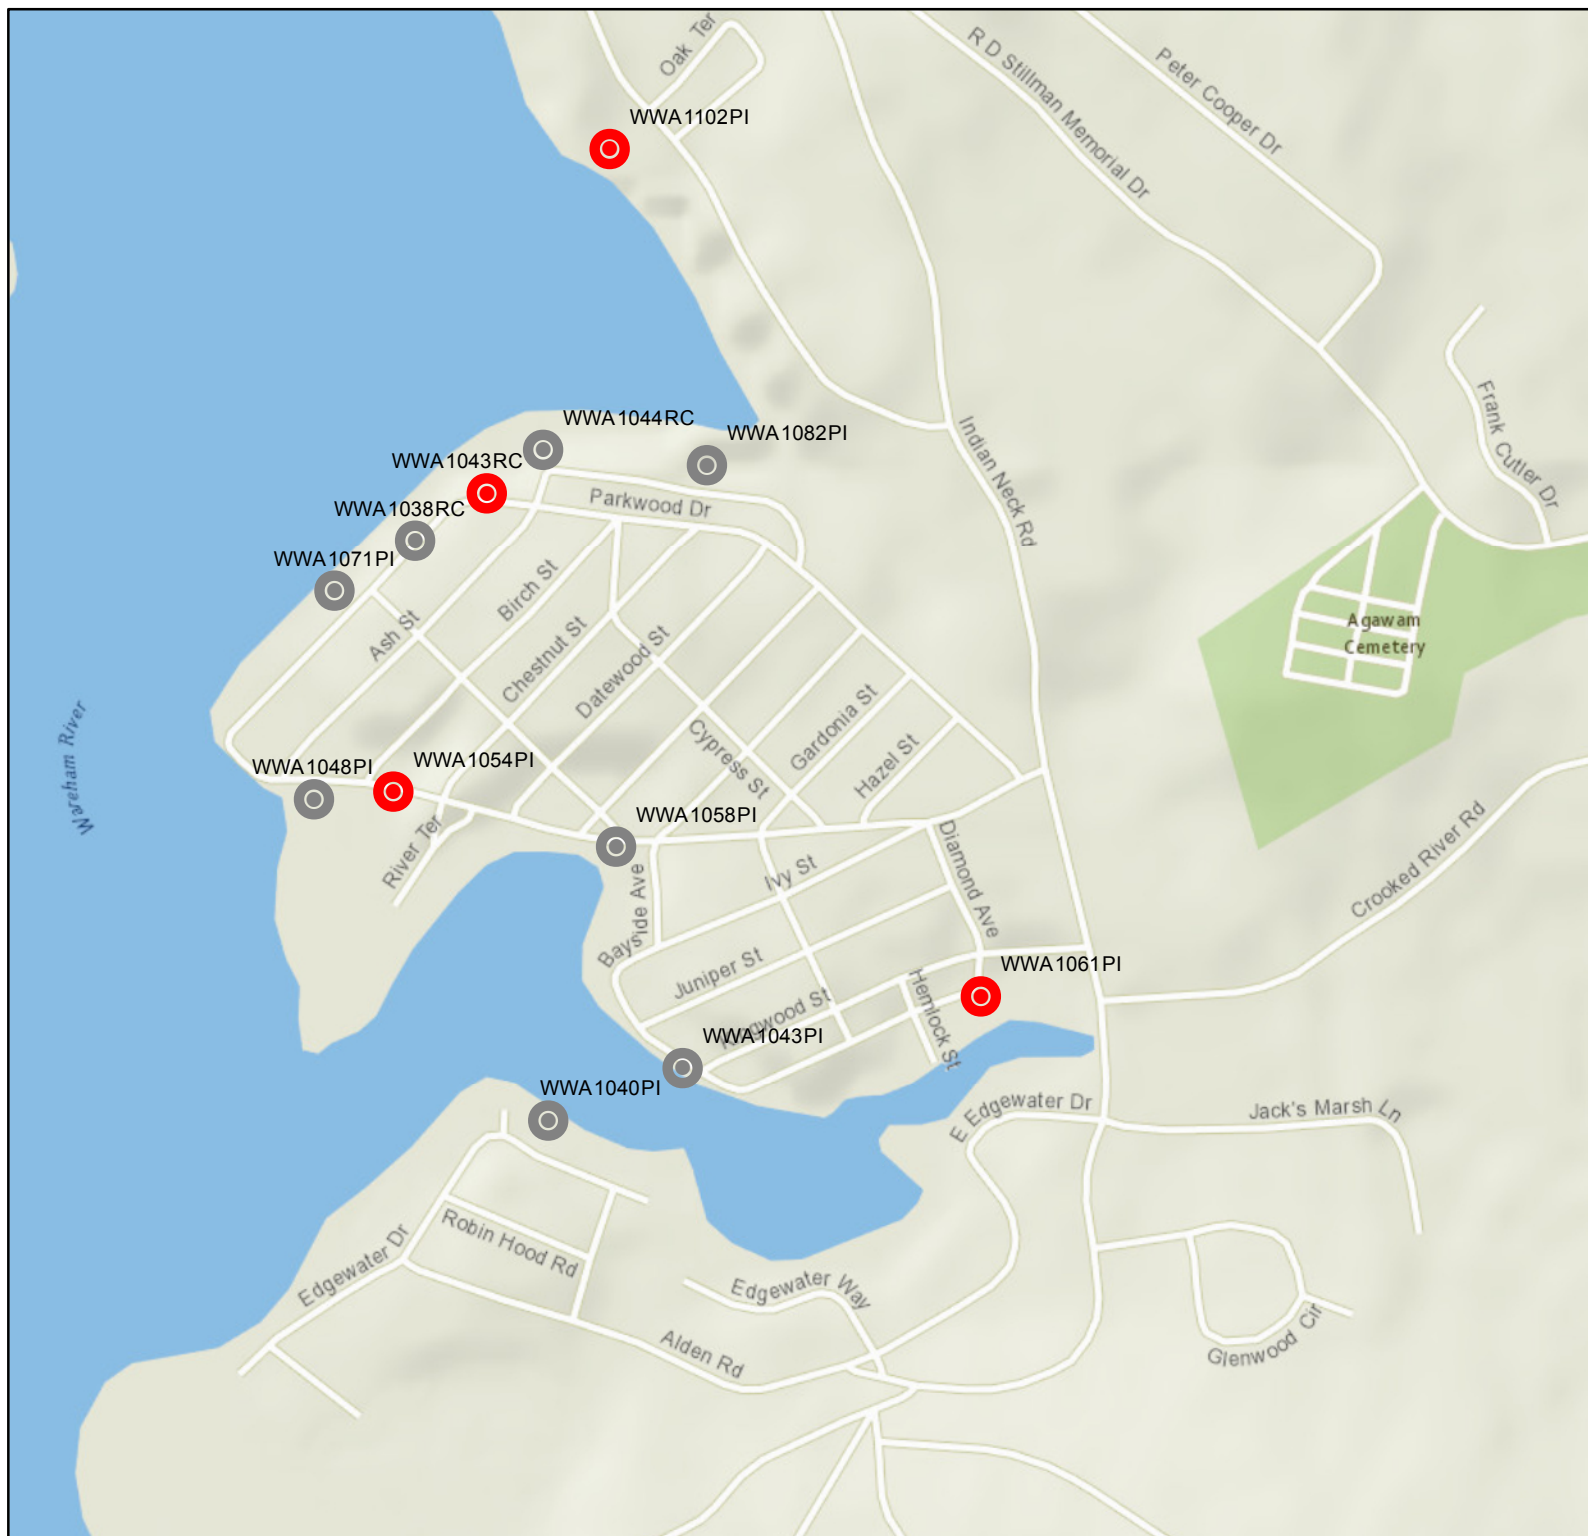 Oak Ter
R D Stillman Memorial Dr
Peter Cooper Dr
WWA1102PI
WWA1044RC
WWA1082PI
WWA1043RC
Indian Neck Rd
Frank Cutler Dr
Parkwood Dr
WWA1038RC
WWA1071PI
Birch St
Ash St
Agawam
Cemetery
Chestnut St
Datewood St
Wareham River
Gardonia St
Cypress St
Hazel St
WWA1048PI
WWA1054PI
WWA1058PI
River Ter
Ivy St
Diamond Ave
Crooked River Rd
Bayside Ave
Juniper St
WWA1061PI
Hemlock St
WWA1043PI
WWA1040PI
E Edgewater Dr
Jack's Marsh Ln
Robin Hood Rd
Edgewater Dr
Edgewater Way
Alden Rd
Glenwood Cir